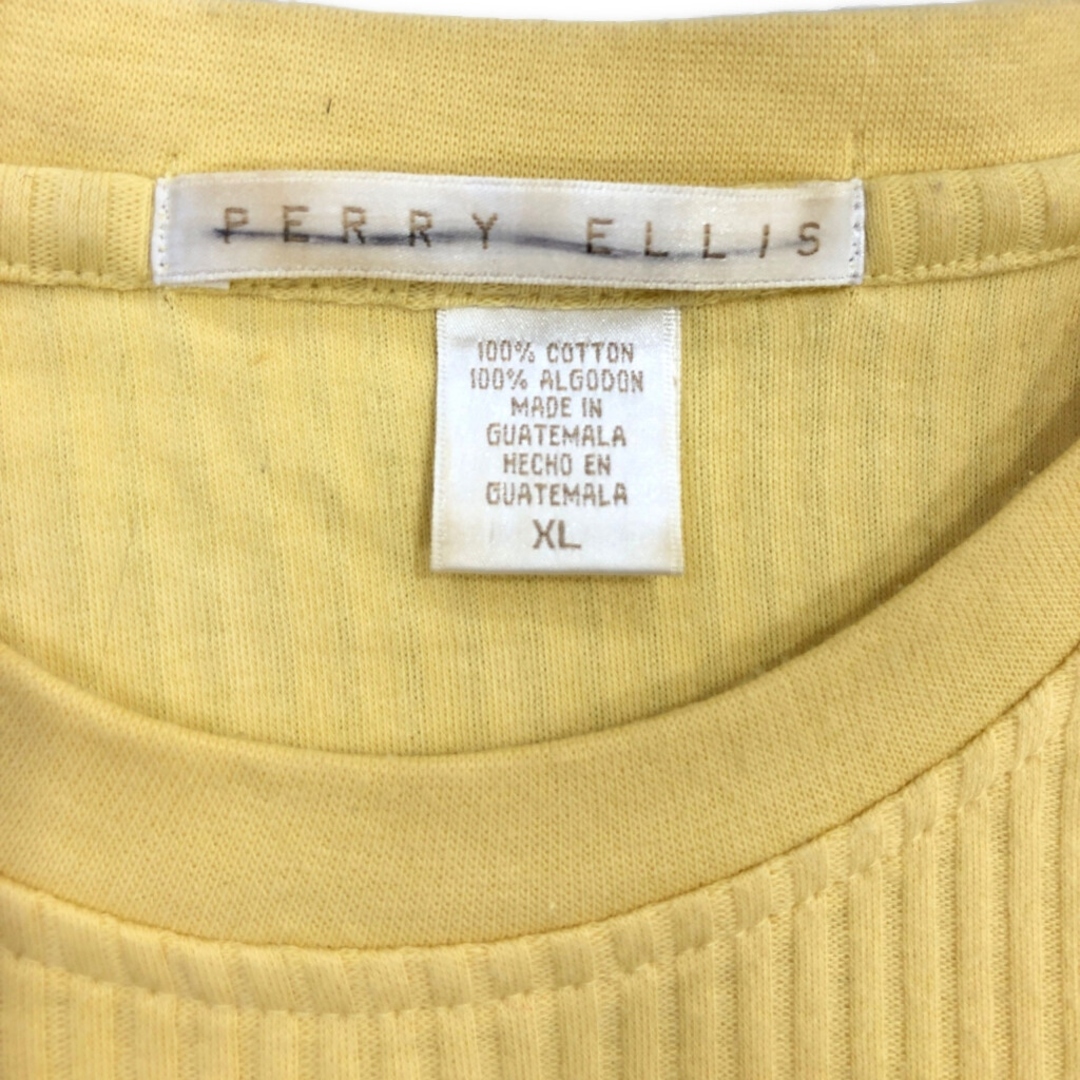 PERRY ELLIS
100% COTTON
100% ALGODON
MADE IN
GUATEMALA
HECHO EN
GUATEMALA
XL